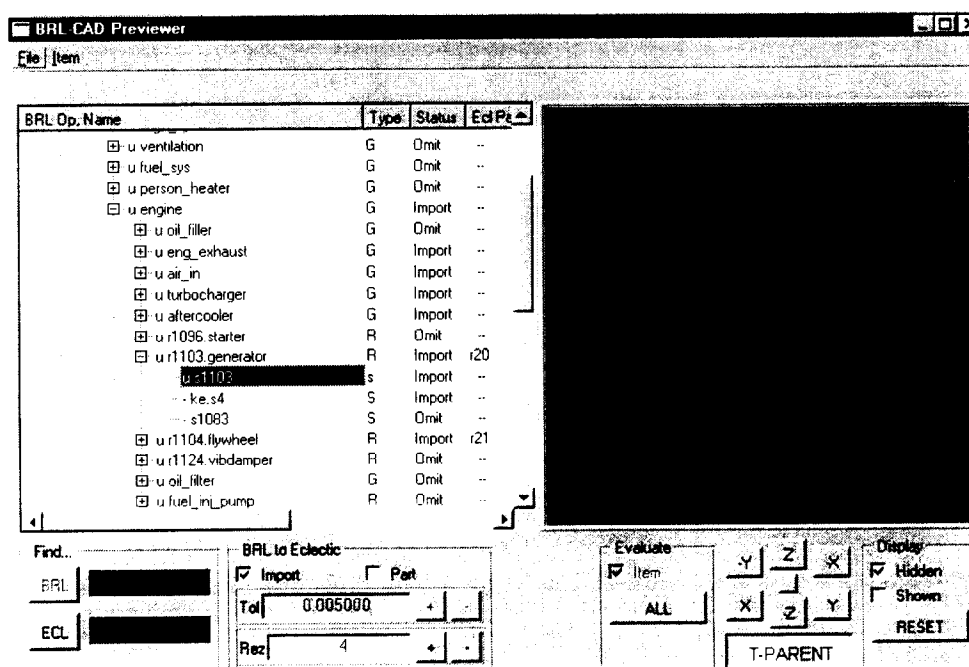 BRL-CAD Previewer
File Item
BRL Op, Name Type Status Ecl Pa
u ventilation G Omit --
u fuel_sys G Omit --
u person_heater G Omit --
u engine G Import --
u oil_filler G Omit --
u eng_exhaust G Import --
u air_in G Import --
u turbocharger G Import --
u aftercooler G Import --
u r1096.starter R Omit --
u r1103.generator R Import r20
u s1103 s Import --
- ke.s4 S Import --
- s1083 S Omit --
u r1104.flywheel R Import r21
u r1124.vibdamper R Omit --
u oil_filter G Omit --
u fuel_inj_pump R Omit --
Find...
BRL
ECL
BRL to Eclectic
Import Part
Tol 0.005000 + -
Rez 4 + -
Evaluate
Item
ALL
-Y Z -X
X -Z Y
T-PARENT
Display
Hidden
Shown
RESET